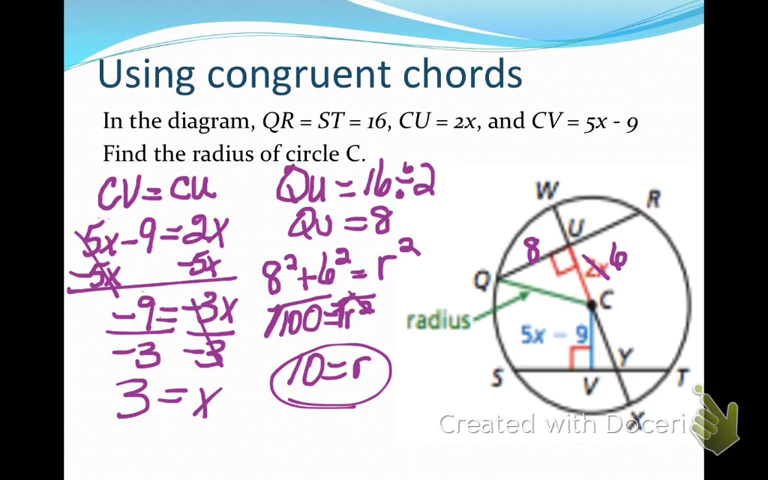 Using congruent chords
In the diagram, QR = ST = 16, CU = 2x, and CV = 5x - 9
Find the radius of circle C.
CV = CU
5x - 9 = 2x
-5x -5x
-9 = -3x
-3 -3
3 = x
QU = 16 ÷ 2
QU = 8
8² + 6² = r²
√100 = √r²
10 = r
W
R
U
8
2x 6
Q
C
radius
5x − 9
Y
S
V
T
X
Created with Doceri